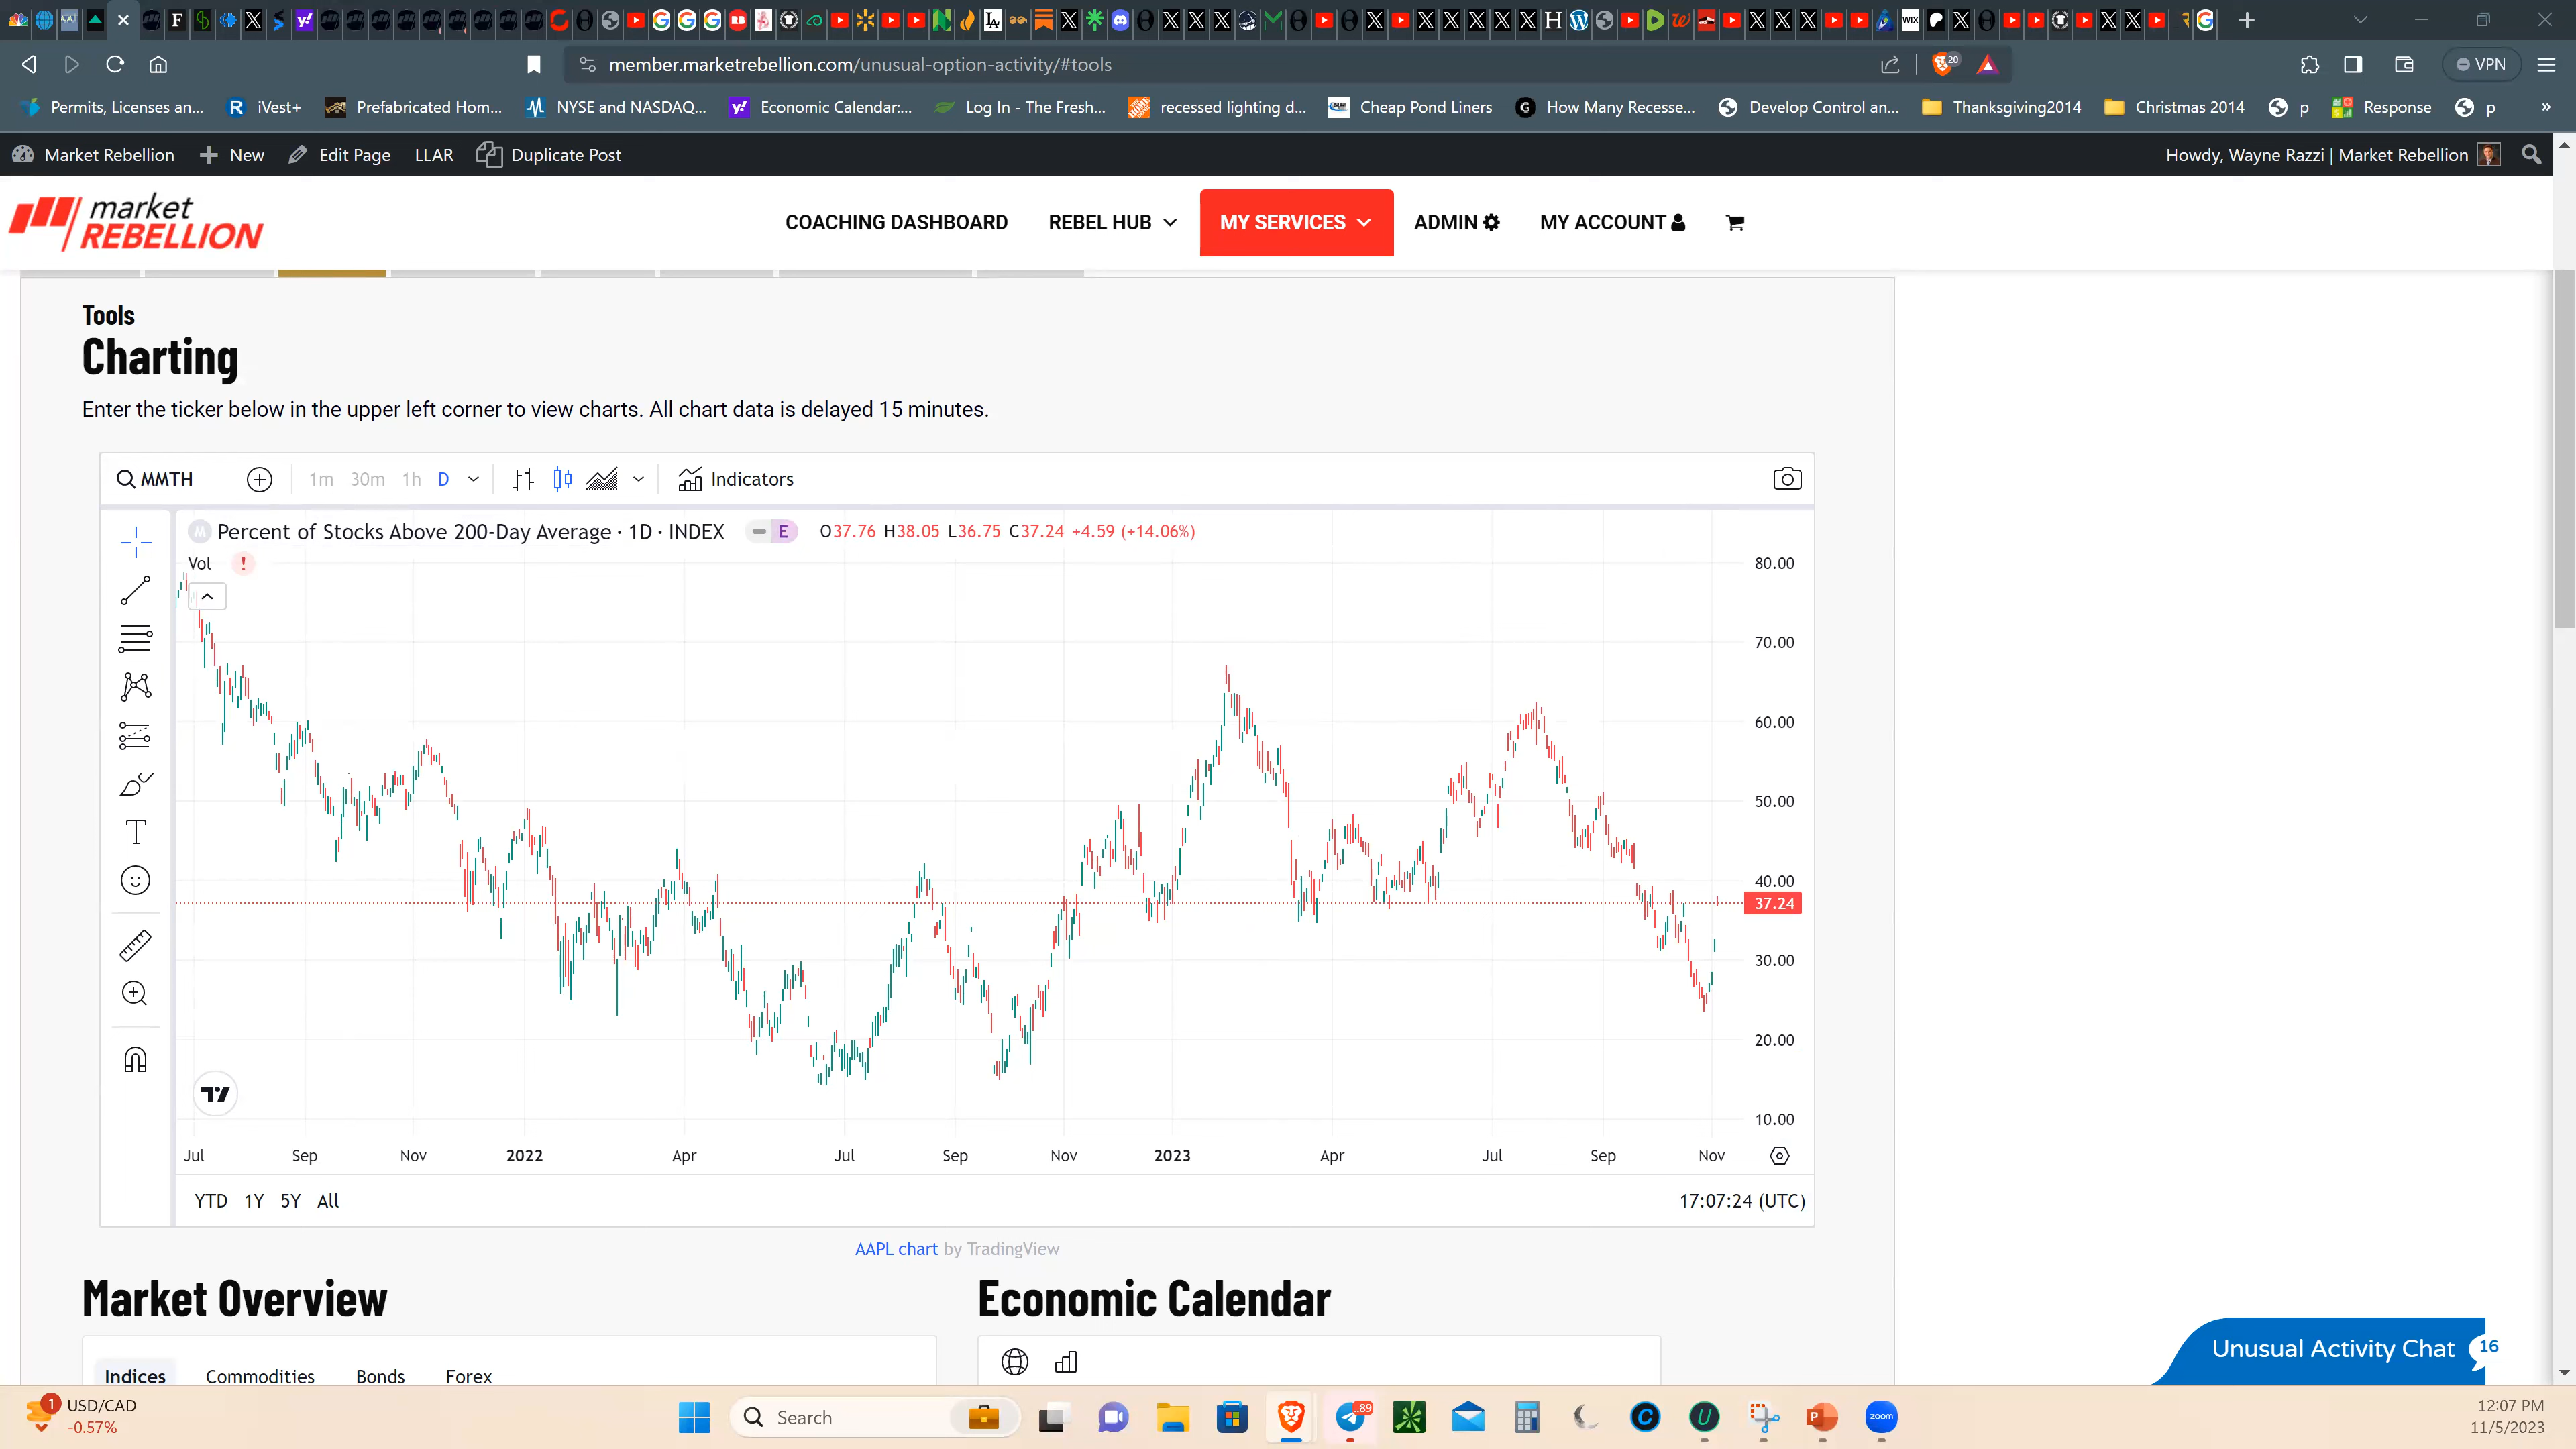 member.marketrebellion.com/unusual-option-activity/#tools
20
VPN
Permits, Licenses an...
iVest+
Prefabricated Hom...
NYSE and NASDAQ...
Economic Calendar:...
Log In - The Fresh...
recessed lighting d...
Cheap Pond Liners
How Many Recesse...
Develop Control an...
Thanksgiving2014
Christmas 2014
p
Response
p
»
Market Rebellion
New
Edit Page
LLAR
Duplicate Post
Howdy, Wayne Razzi | Market Rebellion
market
REBELLION
COACHING DASHBOARD
REBEL HUB
MY SERVICES
ADMIN
MY ACCOUNT
Tools
Charting
Enter the ticker below in the upper left corner to view charts. All chart data is delayed 15 minutes.
MMTH
1m 30m 1h D
Indicators
M Percent of Stocks Above 200-Day Average · 1D · INDEX
E
O37.76 H38.05 L36.75 C37.24 +4.59 (+14.06%)
Vol !
80.00
70.00
60.00
50.00
40.00
37.24
30.00
20.00
10.00
Jul Sep Nov 2022 Apr Jul Sep Nov 2023 Apr Jul Sep Nov
YTD 1Y 5Y All
17:07:24 (UTC)
AAPL chart by TradingView
Market Overview
Economic Calendar
Indices Commodities Bonds Forex
Unusual Activity Chat 16
1
USD/CAD
-0.57%
Search
.89
zoom
12:07 PM
11/5/2023